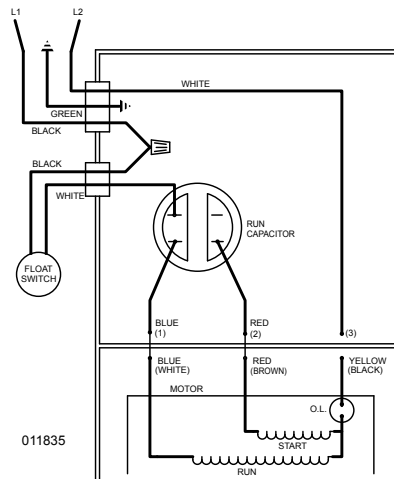 L1 L2
WHITE
GREEN
BLACK
BLACK
WHITE
FLOAT
SWITCH
RUN
CAPACITOR
BLUE
(1)
RED
(2)
(3)
BLUE
(WHITE)
RED
(BROWN)
YELLOW
(BLACK)
MOTOR
O.L.
START
RUN
011835